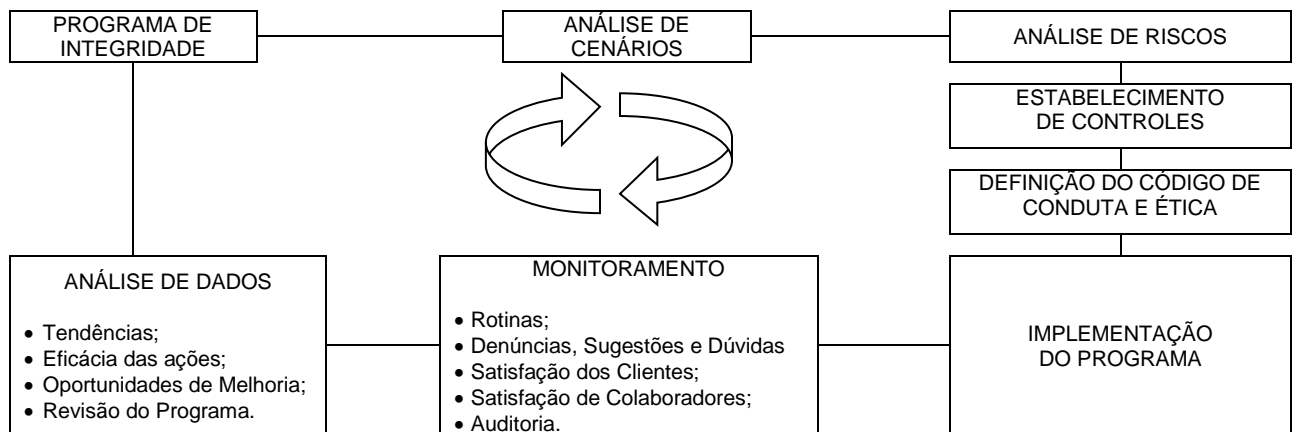 PROGRAMA DE
INTEGRIDADE
ANÁLISE DE
CENÁRIOS
ANÁLISE DE RISCOS
ESTABELECIMENTO
DE CONTROLES
DEFINIÇÃO DO CÓDIGO DE
CONDUTA E ÉTICA
ANÁLISE DE DADOS
• Tendências;
• Eficácia das ações;
• Oportunidades de Melhoria;
• Revisão do Programa.
MONITORAMENTO
• Rotinas;
• Denúncias, Sugestões e Dúvidas
• Satisfação dos Clientes;
• Satisfação de Colaboradores;
• Auditoria.
IMPLEMENTAÇÃO
DO PROGRAMA